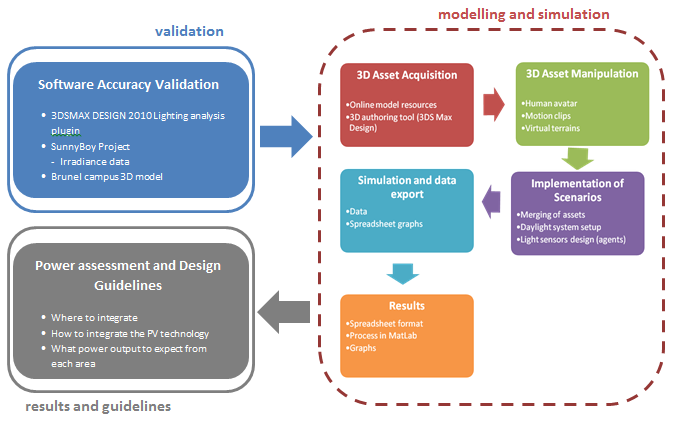 validation
Software Accuracy Validation
• 3DSMAX DESIGN 2010 Lighting analysis
plugin
• SunnyBoy Project
- Irradiance data
• Brunel campus 3D model
modelling and simulation
3D Asset Acquisition
•Online model resources
•3D authoring tool (3DS Max
Design)
3D Asset Manipulation
•Human avatar
•Motion clips
•Virtual terrains
Implementation of
Scenarios
•Merging of assets
•Daylight system setup
•Light sensors design (agents)
Simulation and data
export
•Data
•Spreadsheet graphs
Results
•Spreadsheet format
•Process in MatLab
•Graphs
Power assessment and Design
Guidelines
• Where to integrate
• How to integrate the PV technology
• What power output to expect from
each area
results and guidelines